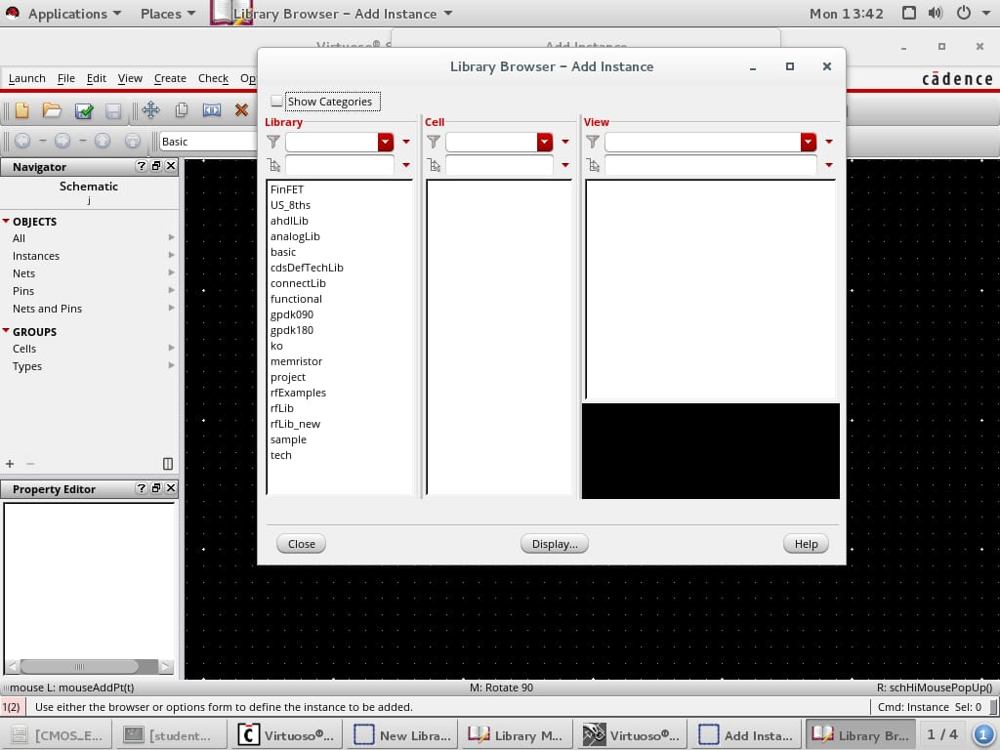 Applications Places Library Browser – Add Instance Mon 13:42
Virtuoso® S Add Instance
Launch File Edit View Create Check Op cādence
Basic
Navigator
Schematic
j
OBJECTS
All
Instances
Nets
Pins
Nets and Pins
GROUPS
Cells
Types
Property Editor
Library Browser – Add Instance
Show Categories
Library Cell View
FinFET
US_8ths
ahdlLib
analogLib
basic
cdsDefTechLib
connectLib
functional
gpdk090
gpdk180
ko
memristor
project
rfExamples
rfLib
rfLib_new
sample
tech
Close Display... Help
mouse L: mouseAddPt(t) M: Rotate 90 R: schHiMousePopUp()
1(2) Use either the browser or options form to define the instance to be added. Cmd: Instance Sel: 0
[CMOS_E... [student... Virtuoso®... New Libra... Library M... Virtuoso®... Add Insta... Library Br... 1 / 4 1